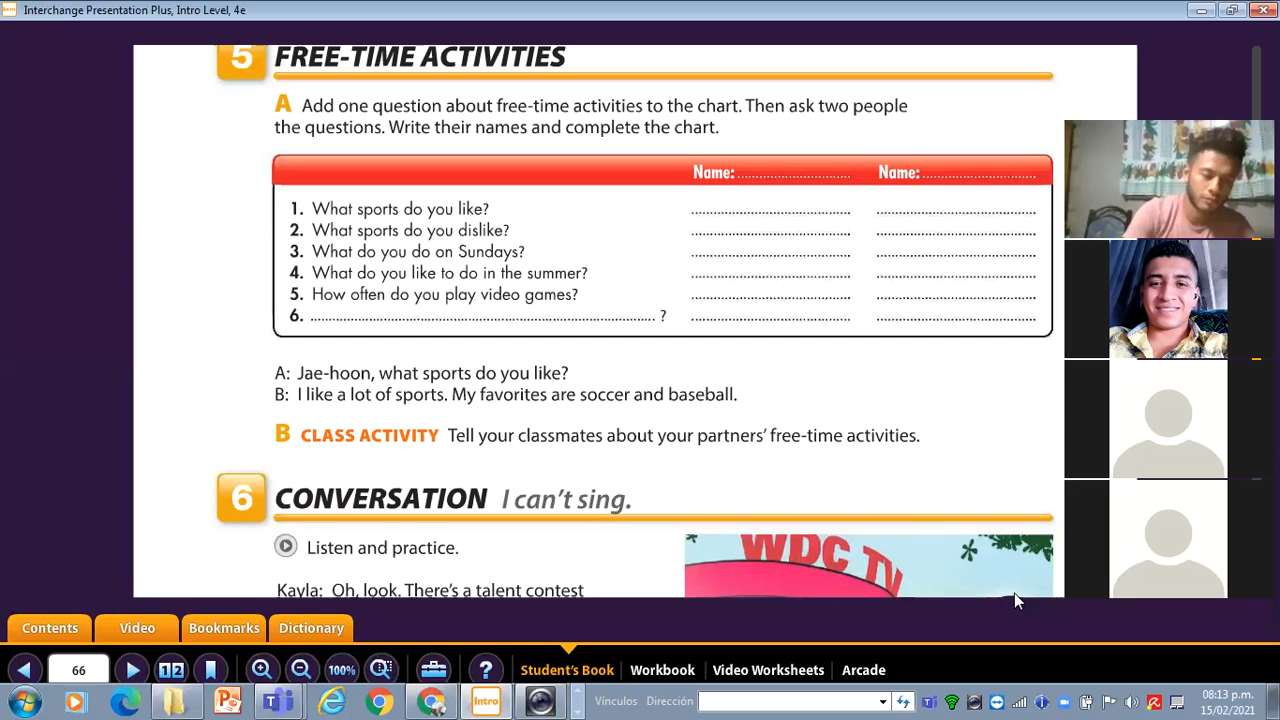 Interchange Presentation Plus, Intro Level, 4e
5 FREE-TIME ACTIVITIES
A Add one question about free-time activities to the chart. Then ask two people
the questions. Write their names and complete the chart.
Name: .............................. Name: ..............................
1. What sports do you like?
2. What sports do you dislike?
3. What do you do on Sundays?
4. What do you like to do in the summer?
5. How often do you play video games?
6. .............................................................................. ?
A: Jae-hoon, what sports do you like?
B: I like a lot of sports. My favorites are soccer and baseball.
B CLASS ACTIVITY Tell your classmates about your partners' free-time activities.
6 CONVERSATION I can't sing.
Listen and practice.
WDC TV
Kayla: Oh, look. There's a talent contest
Contents Video Bookmarks Dictionary
66 12 100% ? Student's Book Workbook Video Worksheets Arcade
Intro Vínculos Dirección 08:13 p.m.
15/02/2021